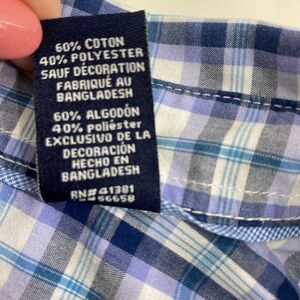 60% COTON
40% POLYESTER
SAUF DÉCORATION
FABRIQUÉ AU
BANGLADESH
60% ALGODÓN
40% poliéster
EXCLUSIVO DE LA
DECORACIÓN
HECHO EN
BANGLADESH
RN# 41381
56658